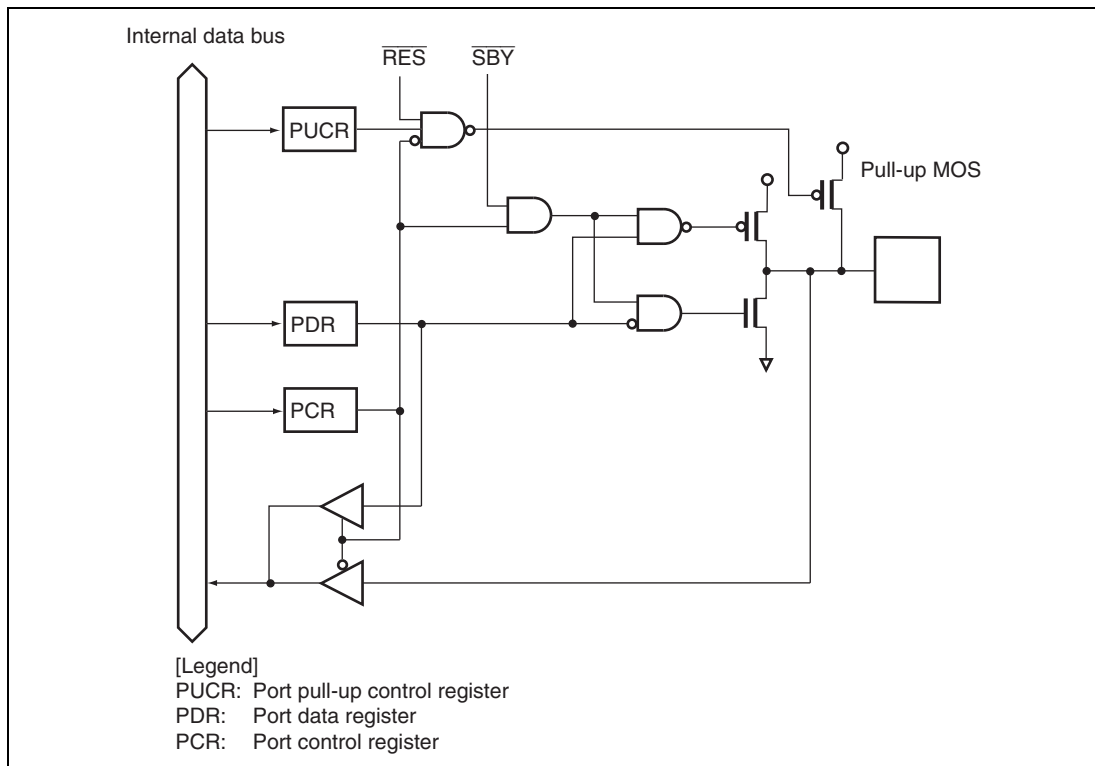 Internal data bus
RES SBY
PUCR
Pull-up MOS
PDR
PCR
[Legend]
PUCR: Port pull-up control register
PDR: Port data register
PCR: Port control register